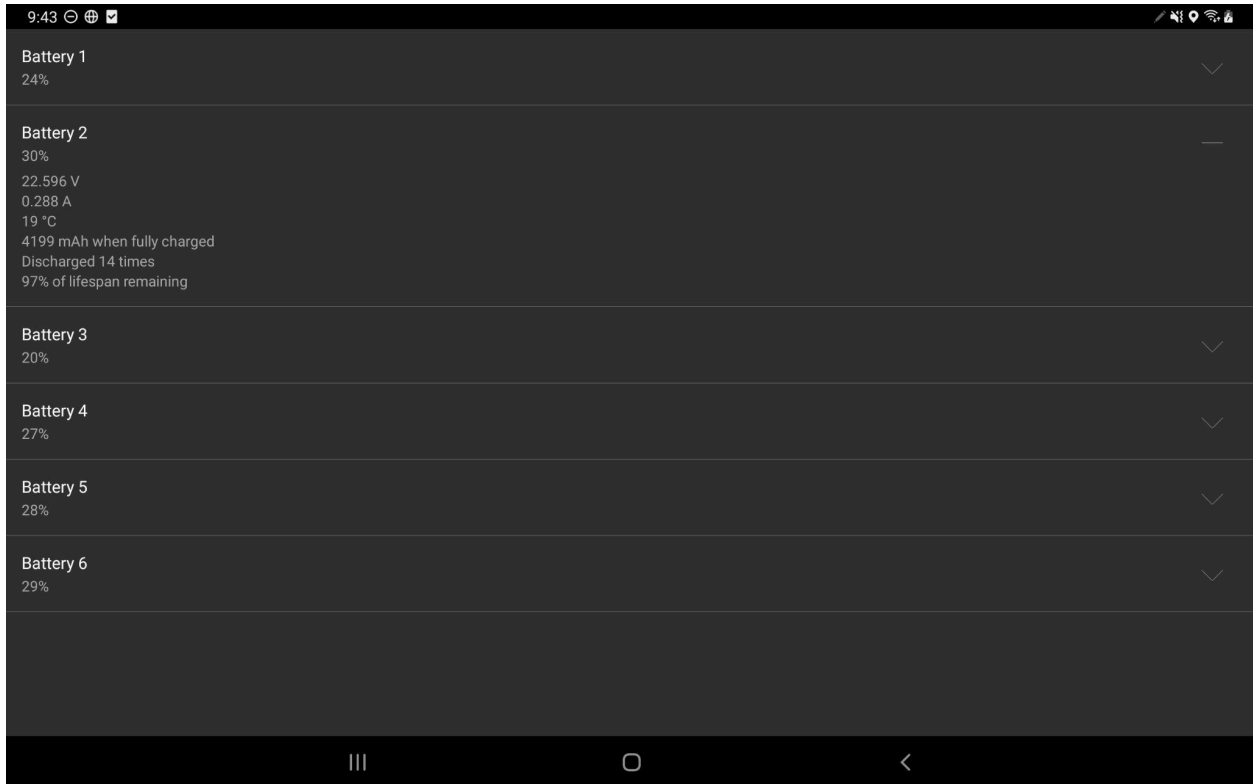 9:43
Battery 1
24%
Battery 2
30%
22.596 V
0.288 A
19 °C
4199 mAh when fully charged
Discharged 14 times
97% of lifespan remaining
Battery 3
20%
Battery 4
27%
Battery 5
28%
Battery 6
29%